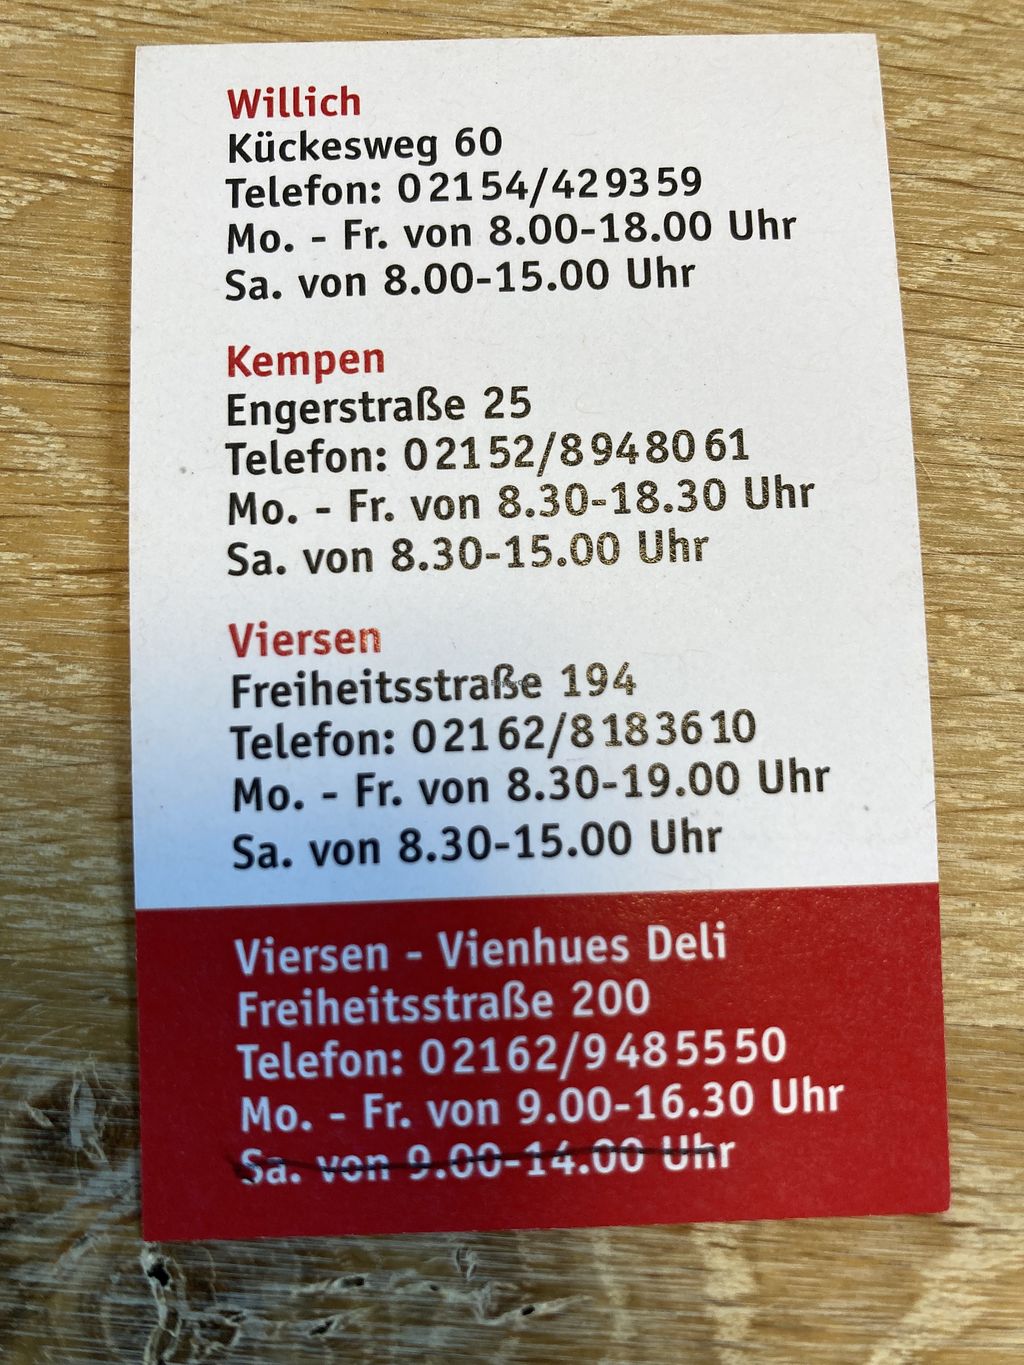 Willich
Kückesweg 60
Telefon: 02154/429359
Mo. - Fr. von 8.00-18.00 Uhr
Sa. von 8.00-15.00 Uhr
Kempen
Engerstraße 25
Telefon: 02152/8948061
Mo. - Fr. von 8.30-18.30 Uhr
Sa. von 8.30-15.00 Uhr
Viersen
Freiheitsstraße 194
Telefon: 02162/8183610
Mo. - Fr. von 8.30-19.00 Uhr
Sa. von 8.30-15.00 Uhr
Viersen - Vienhues Deli
Freiheitsstraße 200
Telefon: 02162/9485550
Mo. - Fr. von 9.00-16.30 Uhr
Sa. von 9.00-14.00 Uhr